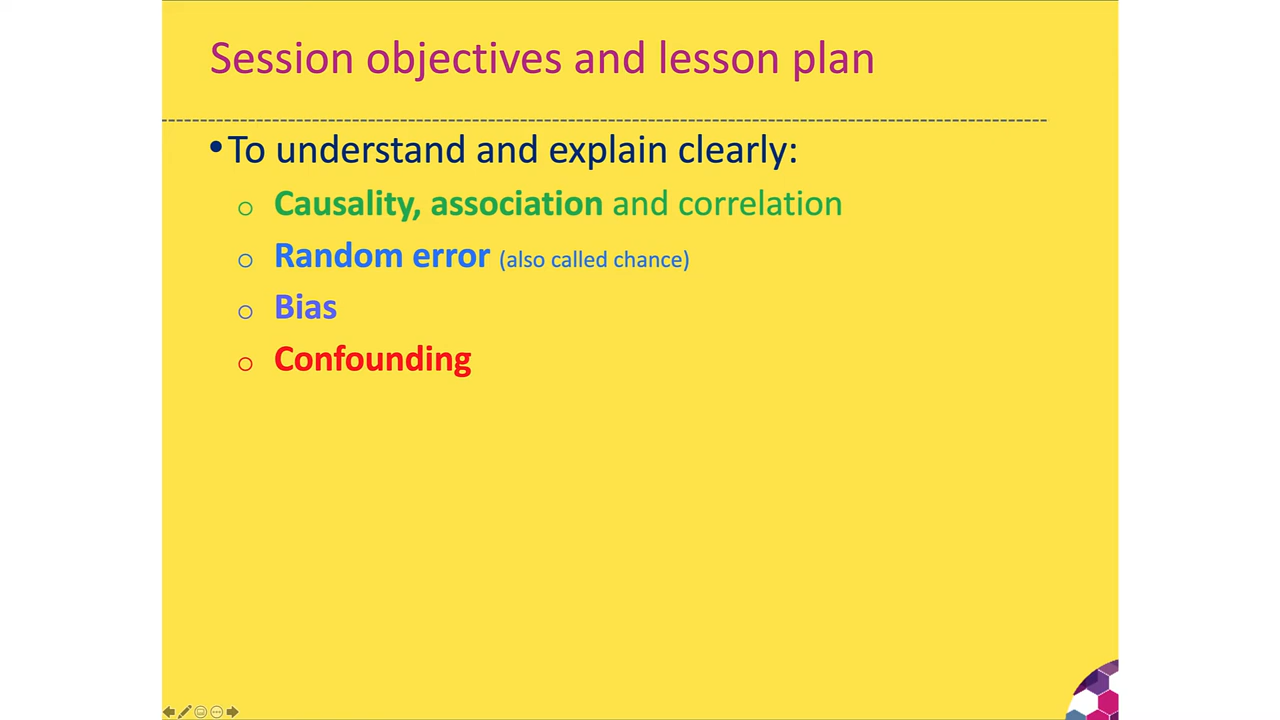 Session objectives and lesson plan
•To understand and explain clearly:
o Causality, association and correlation
o Random error (also called chance)
o Bias
o Confounding